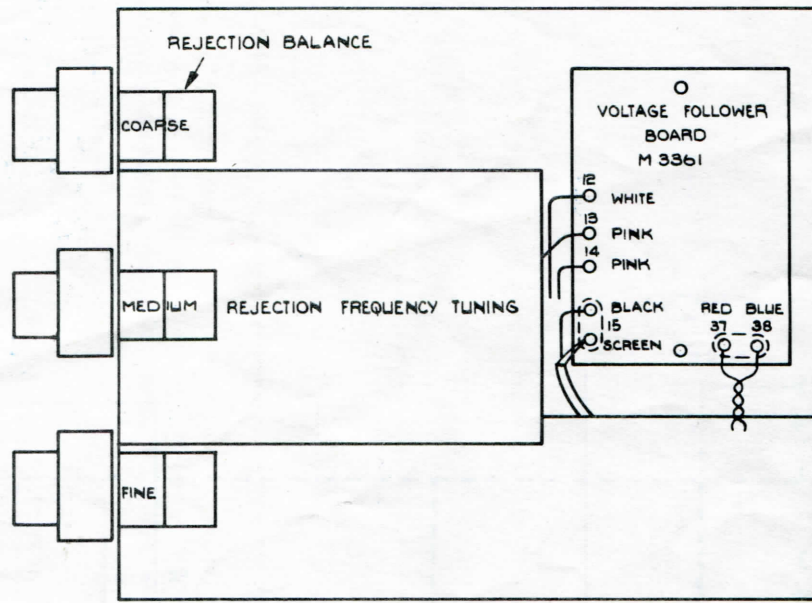 REJECTION BALANCE
COARSE
VOLTAGE FOLLOWER
BOARD
M 3361
12
WHITE
13
PINK
14
PINK
MEDIUM
REJECTION FREQUENCY TUNING
BLACK
15
SCREEN
RED BLUE
37 38
FINE